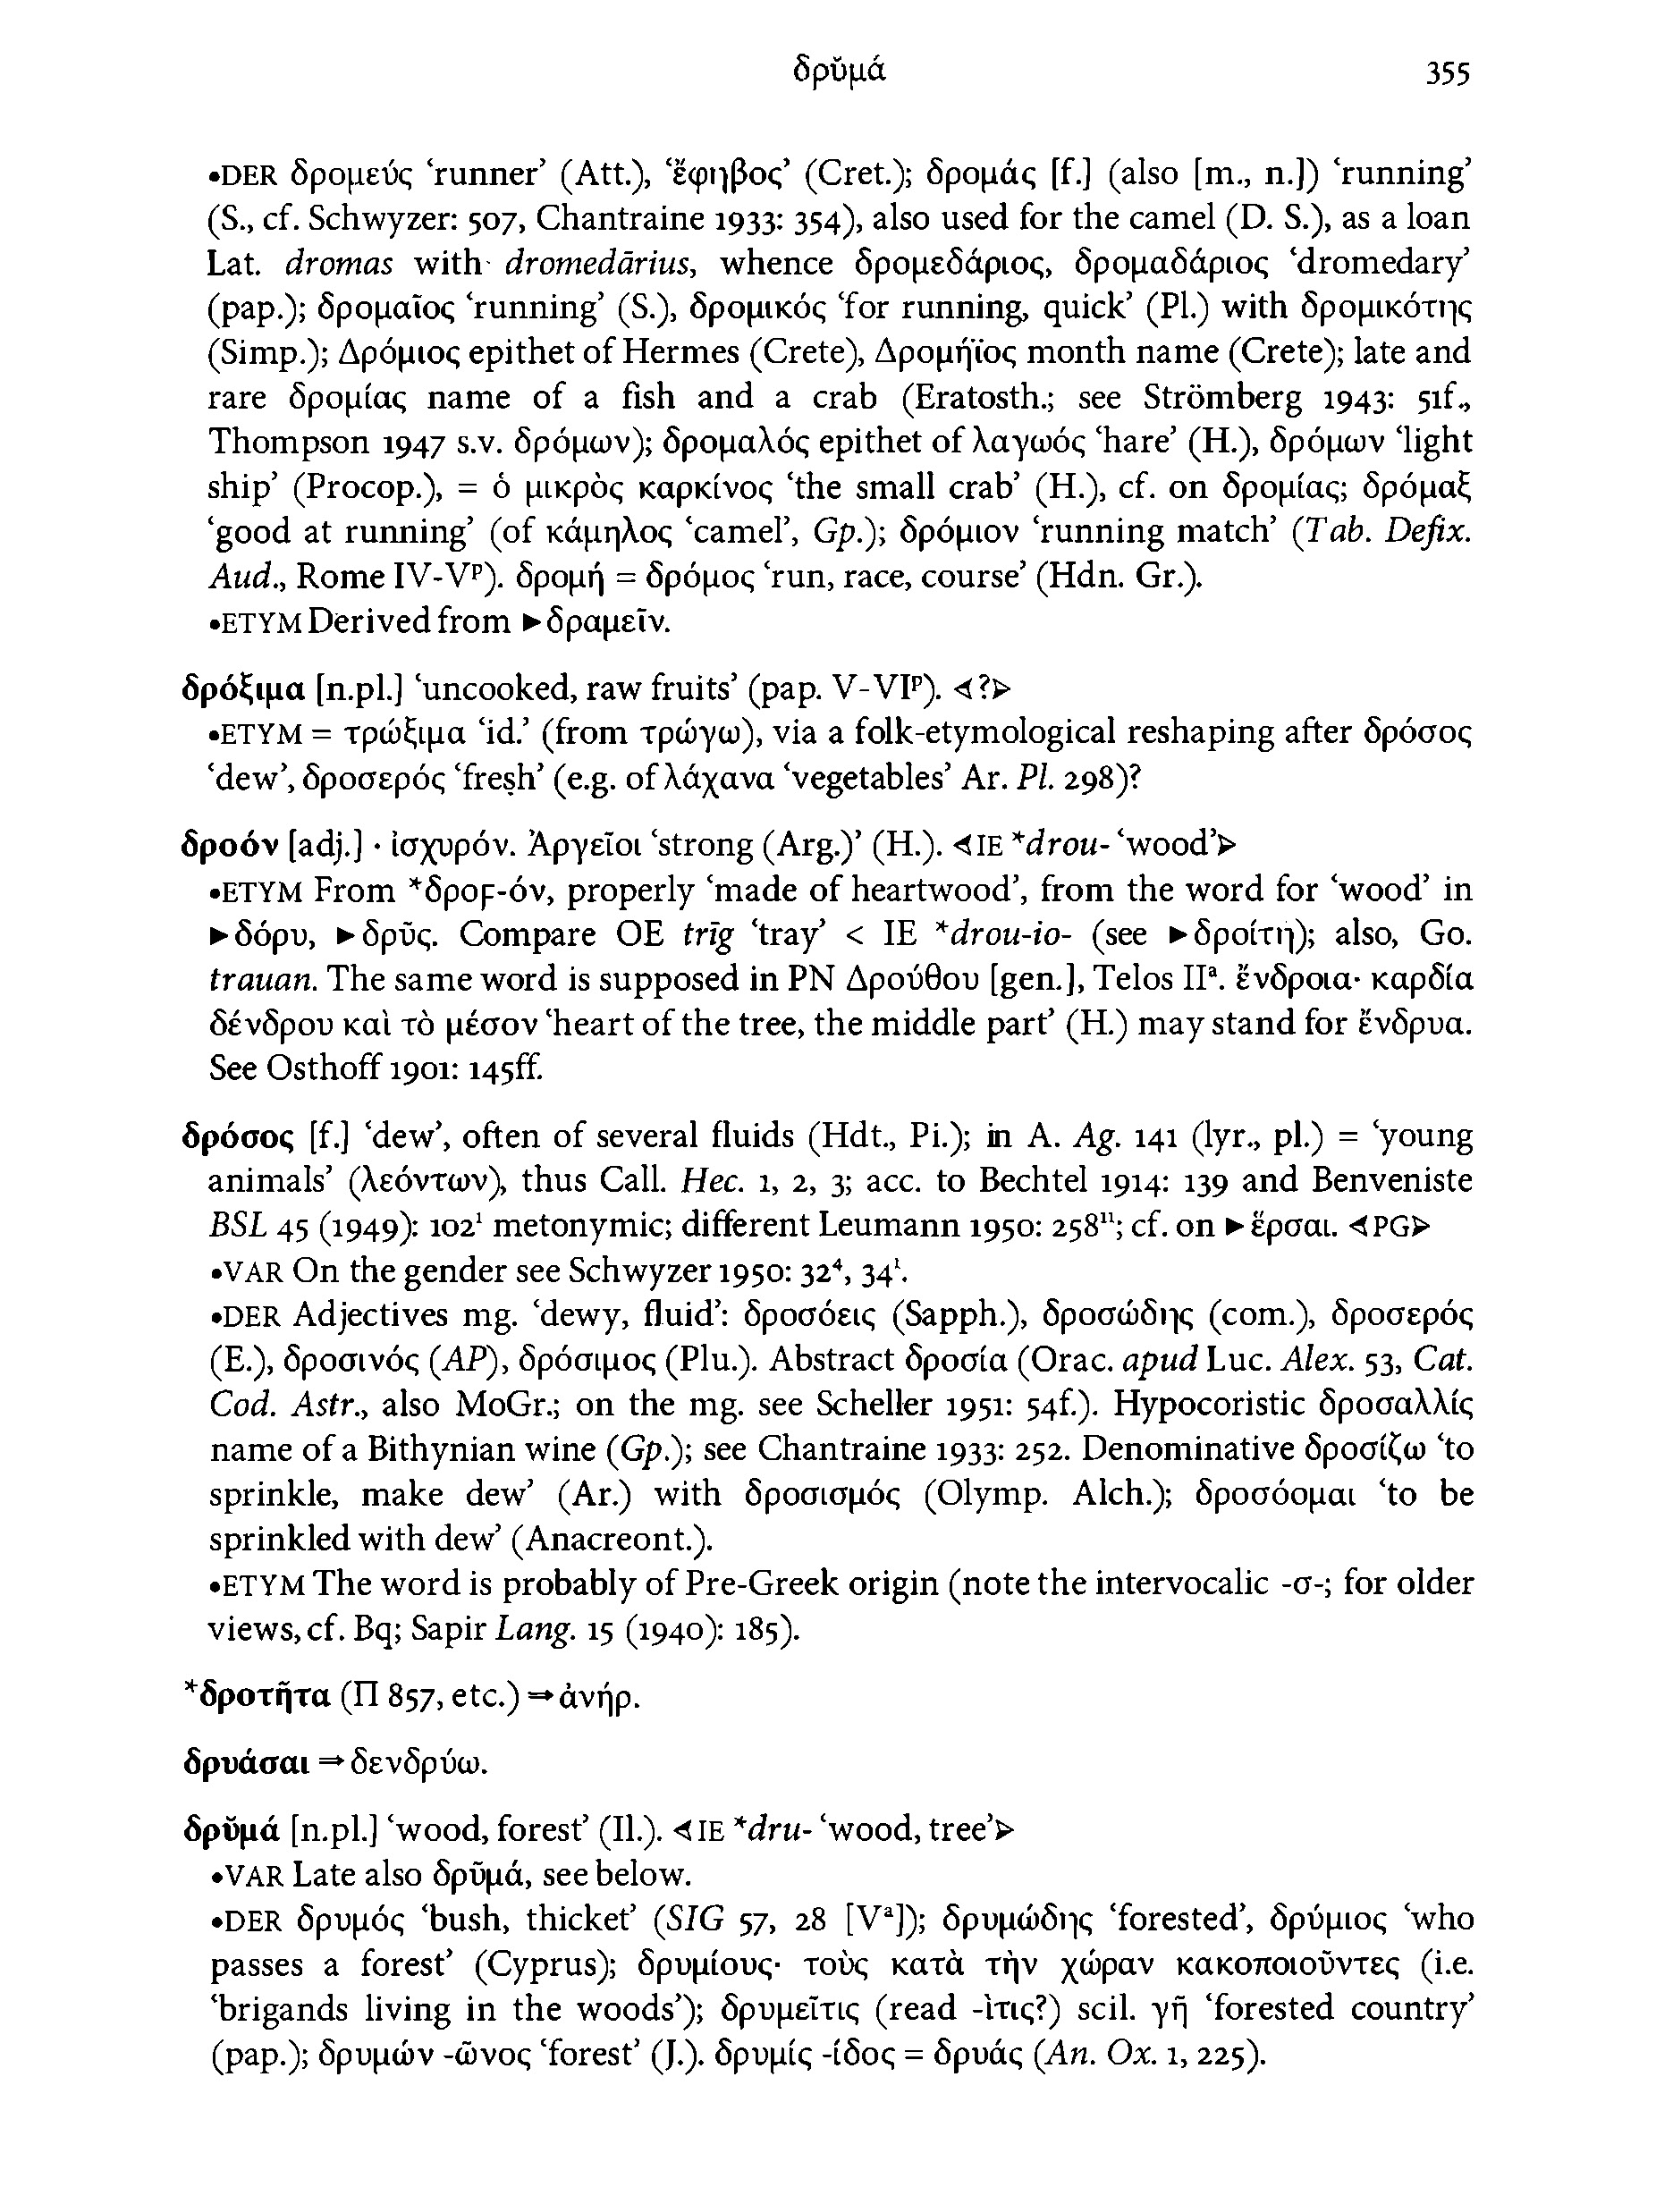 δρῠμά 355
•DER δρομεύς ‘runner’ (Att.), ‘ἔφηβος’ (Cret.); δρομάς [f.] (also [m., n.]) ‘running’
(S., cf. Schwyzer: 507, Chantraine 1933: 354), also used for the camel (D. S.), as a loan
Lat. dromas with dromedārius, whence δρομεδάριος, δρομαδάριος ‘dromedary’
(pap.); δρομαῖος ‘running’ (S.), δρομικός ‘for running, quick’ (Pl.) with δρομικότης
(Simp.); Δρόμιος epithet of Hermes (Crete), Δρομήϊος month name (Crete); late and
rare δρομίας name of a fish and a crab (Eratosth.; see Strömberg 1943: 51f.,
Thompson 1947 s.v. δρόμων); δρομαλός epithet of λαγωός ‘hare’ (H.), δρόμων ‘light
ship’ (Procop.), = ὁ μικρὸς καρκίνος ‘the small crab’ (H.), cf. on δρομίας; δρόμαξ
‘good at running’ (of κάμηλος ‘camel’, Gp.); δρόμιον ‘running match’ (Tab. Defix.
Aud., Rome IV-Vᵖ). δρομή = δρόμος ‘run, race, course’ (Hdn. Gr.).
•ETYM Derived from ►δραμεῖν.
δρόξιμα [n.pl.] ‘uncooked, raw fruits’ (pap. V-VIᵖ). ⊲?⊳
•ETYM = τρώξιμα ‘id.’ (from τρώγω), via a folk-etymological reshaping after δρόσος
‘dew’, δροσερός ‘fresh’ (e.g. of λάχανα ‘vegetables’ Ar. Pl. 298)?
δροόν [adj.] · ἰσχυρόν. Ἀργεῖοι ‘strong (Arg.)’ (H.). ⊲IE *drou- ‘wood’⊳
•ETYM From *δροϝ-όν, properly ‘made of heartwood’, from the word for ‘wood’ in
►δόρυ, ►δρῦς. Compare OE trīg ‘tray’ < IE *drou-io- (see ►δροίτη); also, Go.
trauan. The same word is supposed in PN Δρούθου [gen.], Telos IIᵃ. ἔνδροια· καρδία
δένδρου καὶ τὸ μέσον ‘heart of the tree, the middle part’ (H.) may stand for ἔνδρυα.
See Osthoff 1901: 145ff.
δρόσος [f.] ‘dew’, often of several fluids (Hdt., Pi.); in A. Ag. 141 (lyr., pl.) = ‘young
animals’ (λεόντων), thus Call. Hec. 1, 2, 3; acc. to Bechtel 1914: 139 and Benveniste
BSL 45 (1949): 102¹ metonymic; different Leumann 1950: 258¹¹; cf. on ►ἔρσαι. ⊲PG⊳
•VAR On the gender see Schwyzer 1950: 32⁴, 34¹.
•DER Adjectives mg. ‘dewy, fluid’: δροσόεις (Sapph.), δροσώδης (com.), δροσερός
(E.), δροσινός (AP), δρόσιμος (Plu.). Abstract δροσία (Orac. apud Luc. Alex. 53, Cat.
Cod. Astr., also MoGr.; on the mg. see Scheller 1951: 54f.). Hypocoristic δροσαλλίς
name of a Bithynian wine (Gp.); see Chantraine 1933: 252. Denominative δροσίζω ‘to
sprinkle, make dew’ (Ar.) with δροσισμός (Olymp. Alch.); δροσόομαι ‘to be
sprinkled with dew’ (Anacreont.).
•ETYM The word is probably of Pre-Greek origin (note the intervocalic -σ-; for older
views, cf. Bq; Sapir Lang. 15 (1940): 185).
*δροτῆτα (Π 857, etc.) ⇒ ἀνήρ.
δρυάσαι ⇒ δενδρύω.
δρῠμά [n.pl.] ‘wood, forest’ (Il.). ⊲IE *dru- ‘wood, tree’⊳
•VAR Late also δρῡμά, see below.
•DER δρυμός ‘bush, thicket’ (SIG 57, 28 [Vᵃ]); δρυμώδης ‘forested’, δρύμιος ‘who
passes a forest’ (Cyprus); δρυμίους· τοὺς κατὰ τὴν χώραν κακοποιοῦντες (i.e.
‘brigands living in the woods’); δρυμεῖτις (read -ῖτις?) scil. γῆ ‘forested country’
(pap.); δρυμών -ῶνος ‘forest’ (J.). δρυμίς -ίδος = δρυάς (An. Ox. 1, 225).